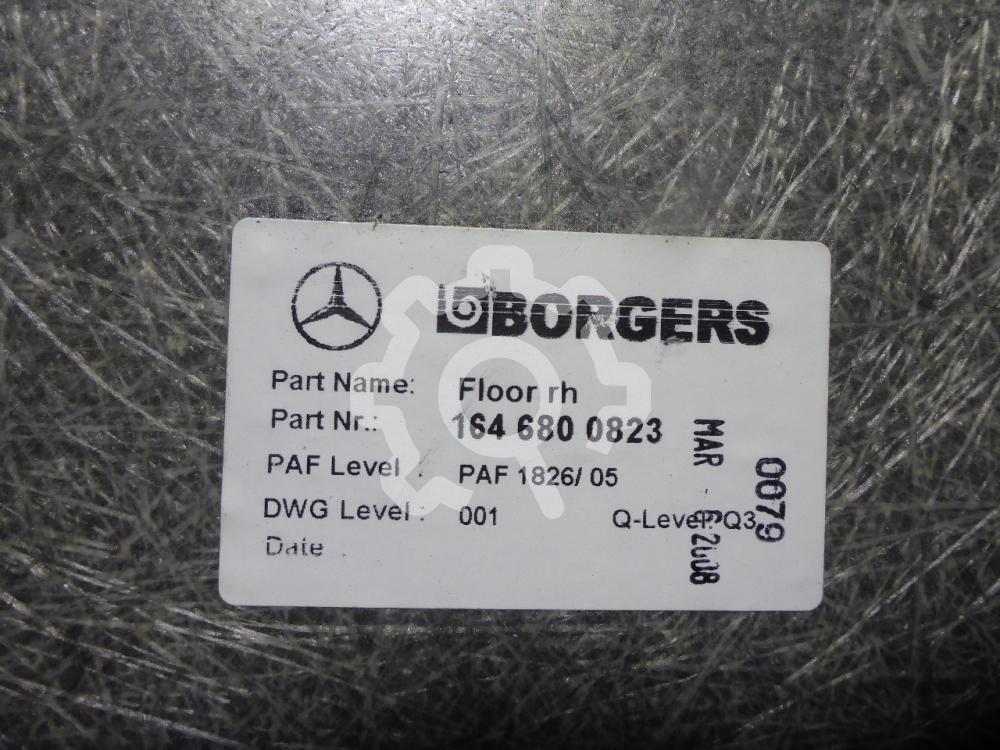 BORGERS
Part Name: Floor rh
Part Nr.: 164 680 0823
PAF Level : PAF 1826/ 05
DWG Level : 001 Q-Level: Q3
Date :
MAR 6 2008
0079